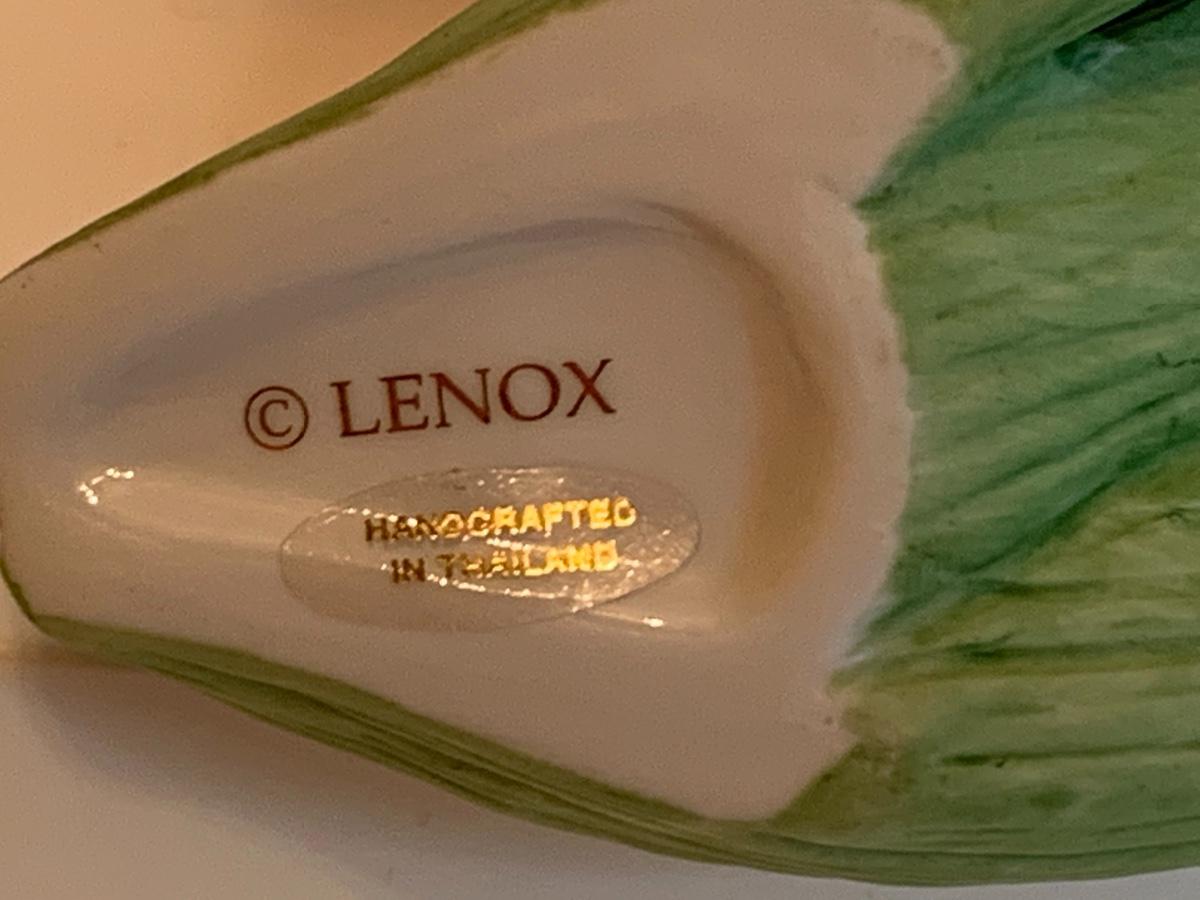 © LENOX
HANDCRAFTED
IN THAILAND